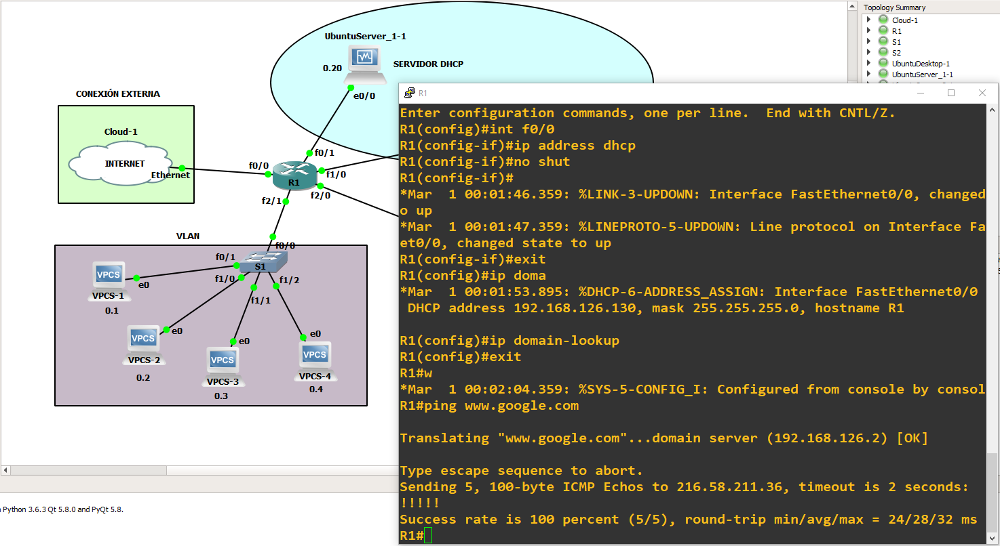 Topology Summary
Cloud-1
R1
S1
S2
UbuntuDesktop-1
UbuntuServer_1-1
UbuntuServer_1-1
0.20
SERVIDOR DHCP
e0/0
CONEXIÓN EXTERNA
Cloud-1
INTERNET
Ethernet
f0/0
f0/1
R1
f1/0
f2/0
f2/1
VLAN
f0/0
f0/1
S1
f1/0
f1/2
f1/1
VPCS
VPCS-1
e0
0.1
VPCS
VPCS-2
e0
0.2
VPCS
VPCS-3
e0
0.3
VPCS
VPCS-4
e0
0.4
Python 3.6.3 Qt 5.8.0 and PyQt 5.8.
R1
Enter configuration commands, one per line.  End with CNTL/Z.
R1(config)#int f0/0
R1(config-if)#ip address dhcp
R1(config-if)#no shut
R1(config-if)#
*Mar  1 00:01:46.359: %LINK-3-UPDOWN: Interface FastEthernet0/0, changed
o up
*Mar  1 00:01:47.359: %LINEPROTO-5-UPDOWN: Line protocol on Interface Fa
et0/0, changed state to up
R1(config-if)#exit
R1(config)#ip doma
*Mar  1 00:01:53.895: %DHCP-6-ADDRESS_ASSIGN: Interface FastEthernet0/0
DHCP address 192.168.126.130, mask 255.255.255.0, hostname R1
R1(config)#ip domain-lookup
R1(config)#exit
R1#w
*Mar  1 00:02:04.359: %SYS-5-CONFIG_I: Configured from console by consol
R1#ping www.google.com
Translating "www.google.com"...domain server (192.168.126.2) [OK]
Type escape sequence to abort.
Sending 5, 100-byte ICMP Echos to 216.58.211.36, timeout is 2 seconds:
!!!!!
Success rate is 100 percent (5/5), round-trip min/avg/max = 24/28/32 ms
R1#